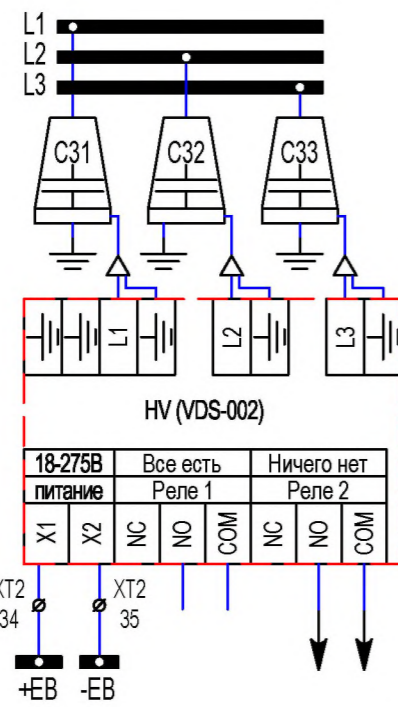 L1
L2
L3
C31 C32 C33
L1 L2 L3
HV (VDS-002)
18-275В Все есть Ничего нет
питание Реле 1 Реле 2
X1 X2 NC NO COM NC NO COM
XT2 XT2
34 35
+EB -EB